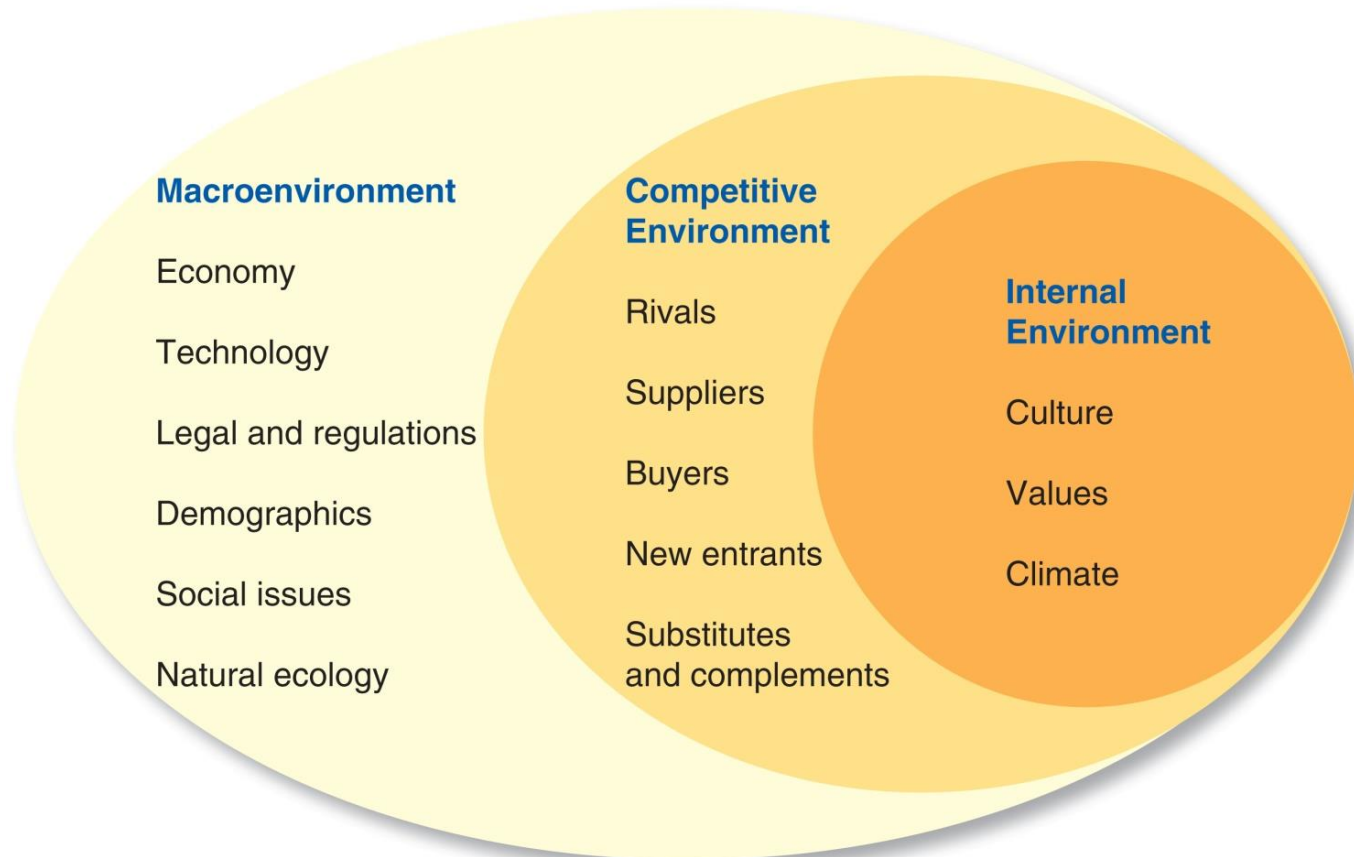 Macroenvironment
Economy
Technology
Legal and regulations
Demographics
Social issues
Natural ecology
Competitive
Environment
Rivals
Suppliers
Buyers
New entrants
Substitutes
and complements
Internal
Environment
Culture
Values
Climate